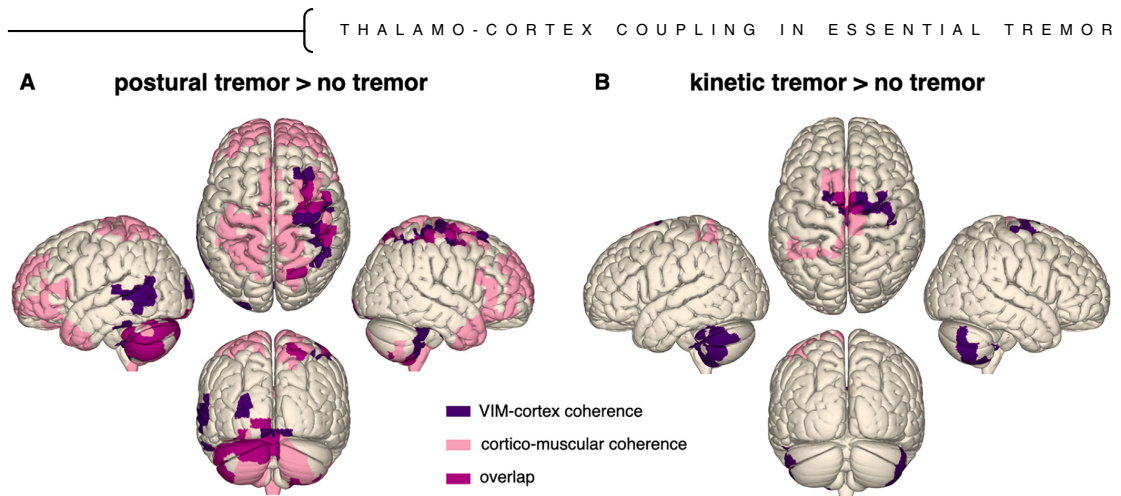 THALAMO-CORTEX COUPLING IN ESSENTIAL TREMOR
A postural tremor > no tremor
B kinetic tremor > no tremor
VIM-cortex coherence
cortico-muscular coherence
overlap